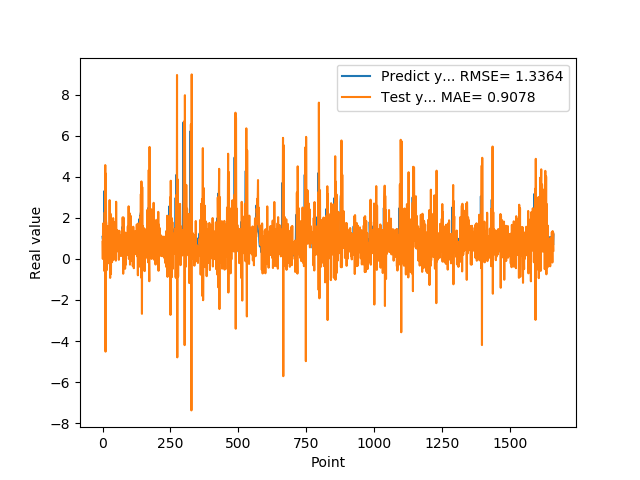 Predict y... RMSE= 1.3364
Test y... MAE= 0.9078
8
6
4
2
0
−2
−4
−6
−8
Real value
0 250 500 750 1000 1250 1500
Point